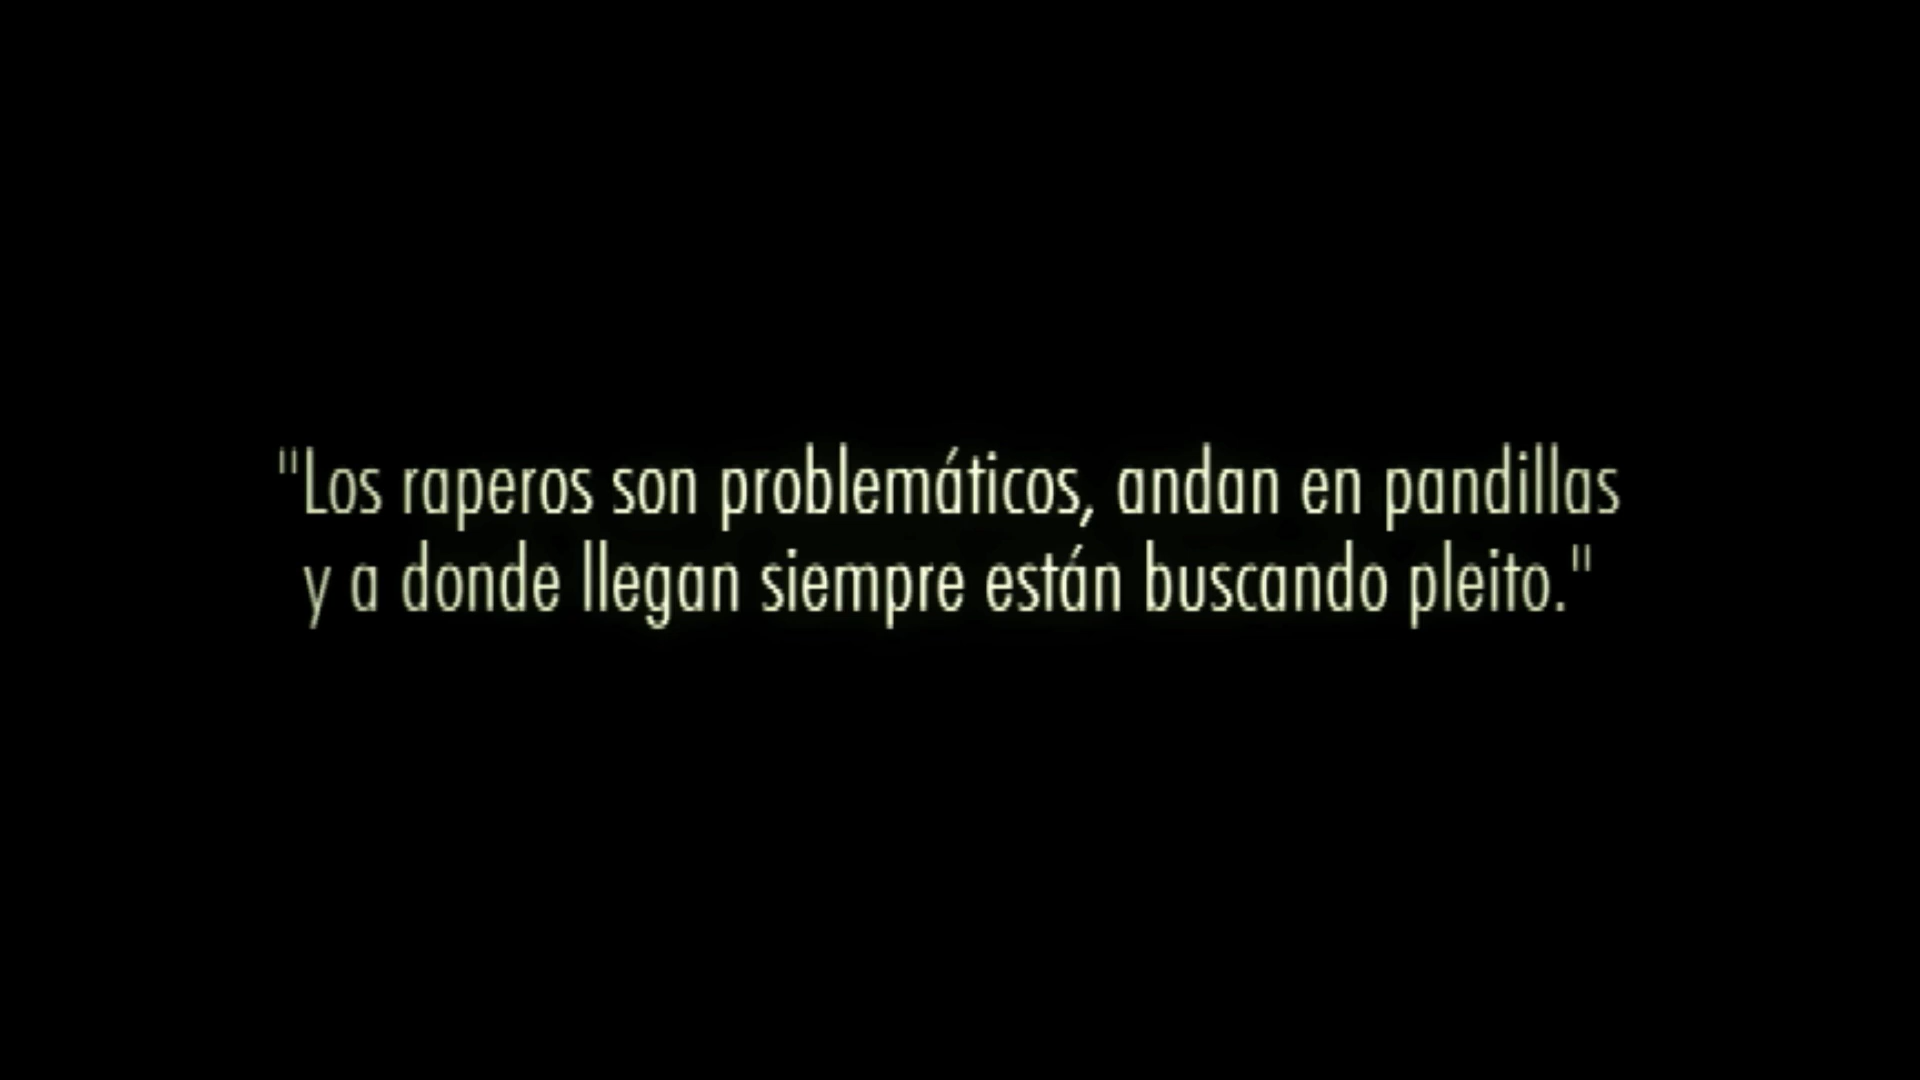 "Los raperos son problemáticos, andan en pandillas
y a donde llegan siempre están buscando pleito."